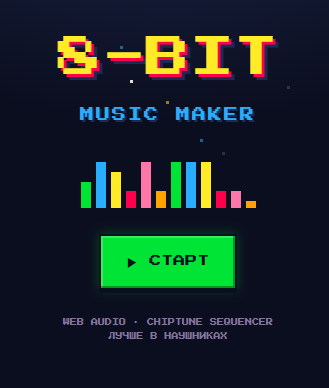 8-BIT
MUSIC MAKER
▶ СТАРТ
WEB AUDIO · CHIPTUNE SEQUENCER
ЛУЧШЕ В НАУШНИКАХ